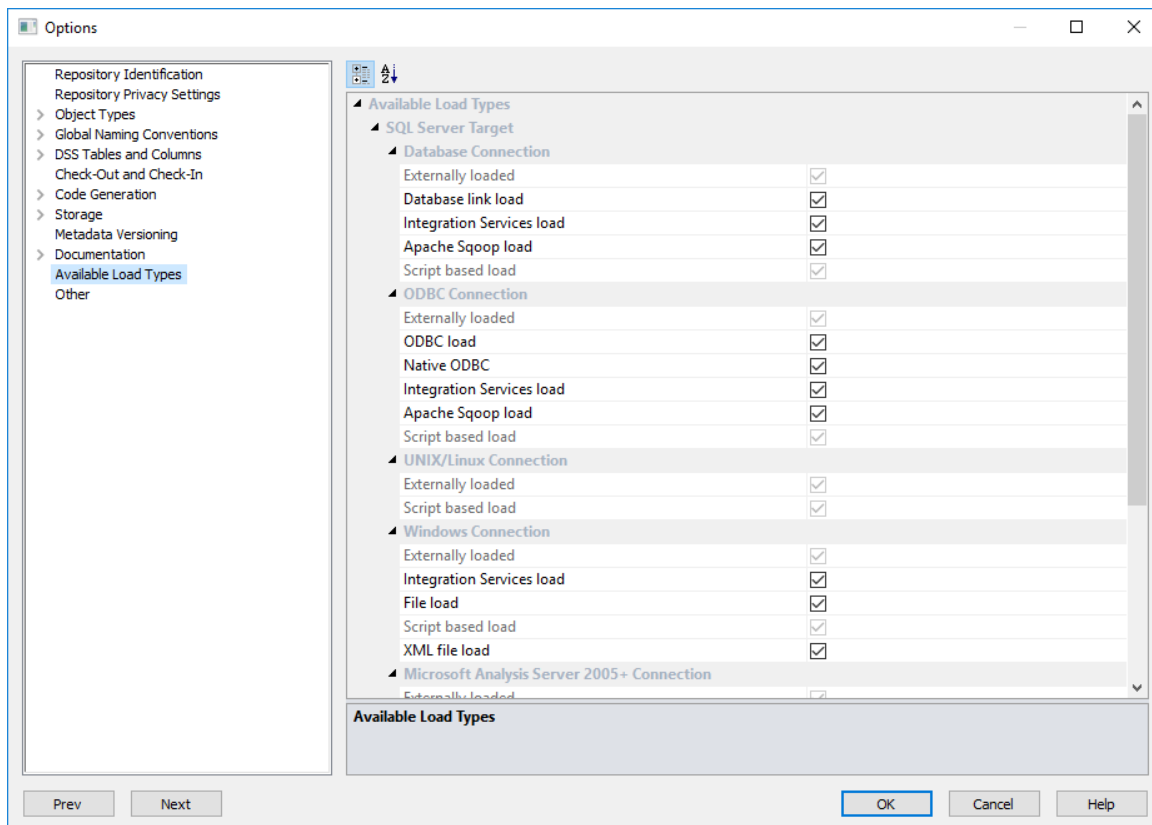 Options
Repository Identification
Repository Privacy Settings
Object Types
Global Naming Conventions
DSS Tables and Columns
Check-Out and Check-In
Code Generation
Storage
Metadata Versioning
Documentation
Available Load Types
Other
Available Load Types
SQL Server Target
Database Connection
Externally loaded
Database link load
Integration Services load
Apache Sqoop load
Script based load
ODBC Connection
Externally loaded
ODBC load
Native ODBC
Integration Services load
Apache Sqoop load
Script based load
UNIX/Linux Connection
Externally loaded
Script based load
Windows Connection
Externally loaded
Integration Services load
File load
Script based load
XML file load
Microsoft Analysis Server 2005+ Connection
Externally loaded
Available Load Types
Prev Next OK Cancel Help